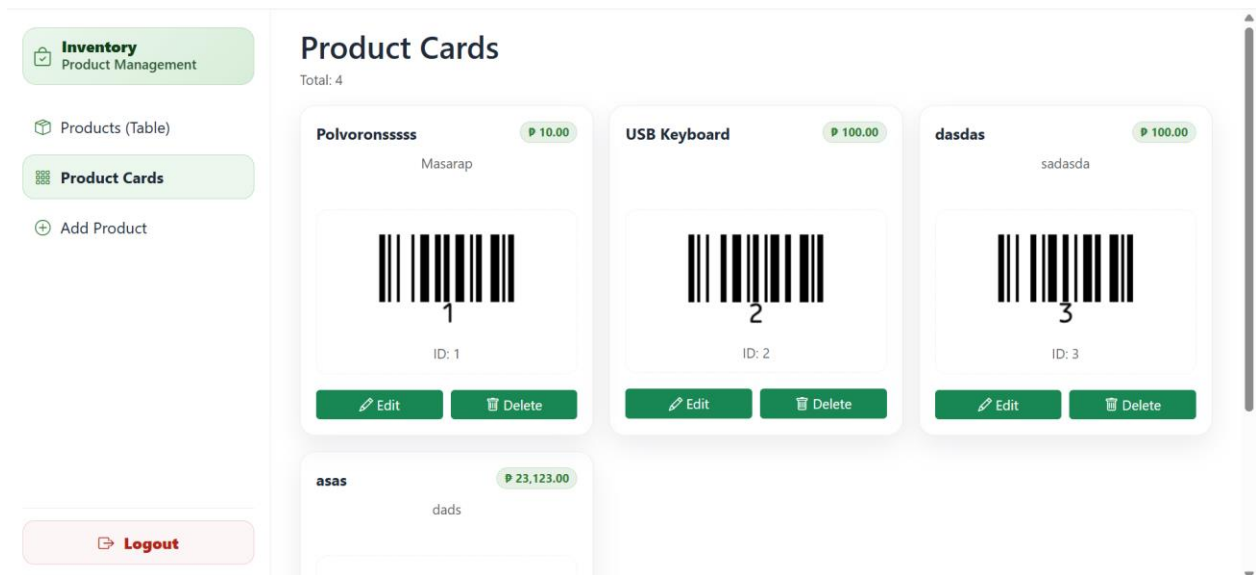 Inventory
Product Management
Products (Table)
Product Cards
Add Product
Logout
Product Cards
Total: 4
Polvoronsssss
₱ 10.00
Masarap
1
ID: 1
Edit
Delete
USB Keyboard
₱ 100.00
2
ID: 2
Edit
Delete
dasdas
₱ 100.00
sadasda
3
ID: 3
Edit
Delete
asas
₱ 23,123.00
dads